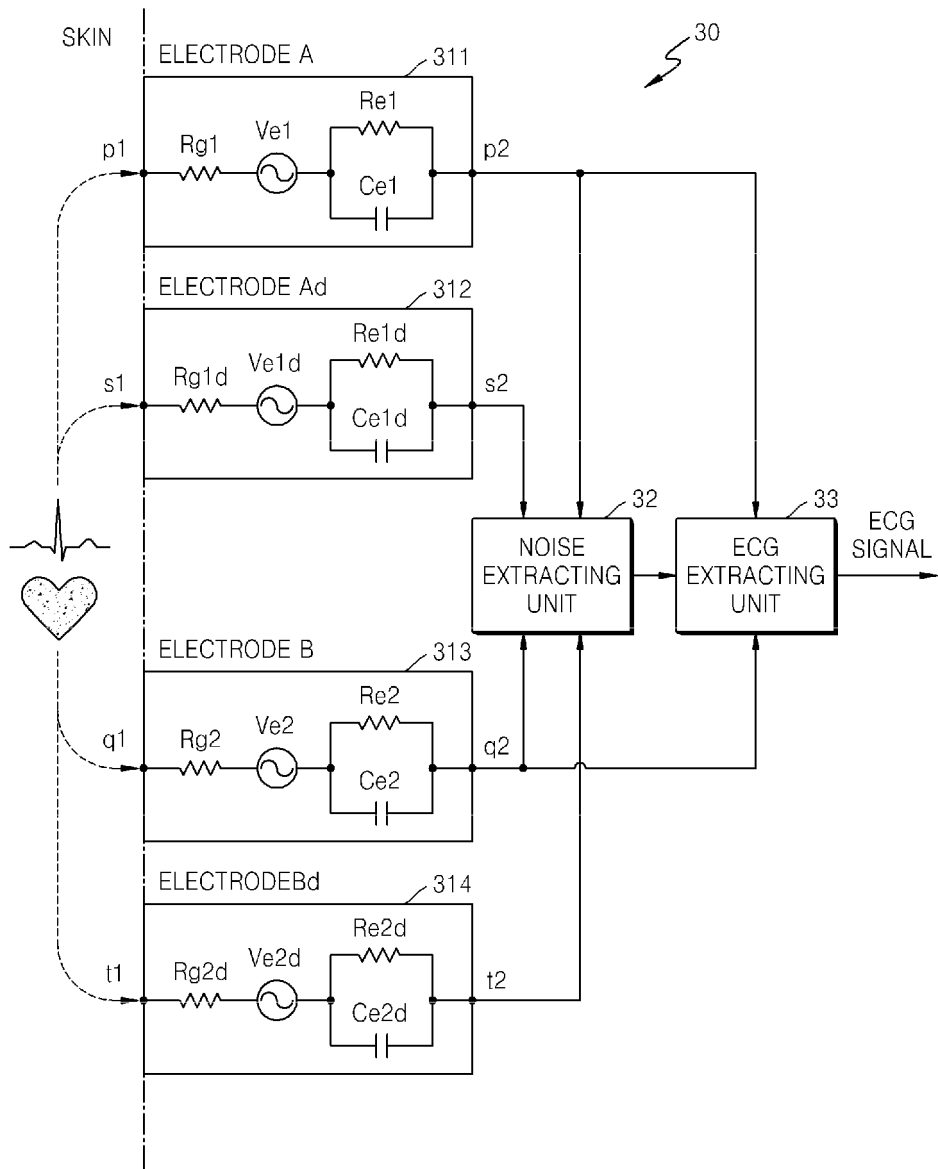 30
SKIN
ELECTRODE A
311
Re1
Ve1
Rg1
p1
p2
Ce1
ELECTRODE Ad
312
Re1d
Ve1d
Rg1d
s1
s2
Ce1d
32
33
NOISE
EXTRACTING
UNIT
ECG
EXTRACTING
UNIT
ECG
SIGNAL
ELECTRODE B
313
Re2
Ve2
Rg2
q1
q2
Ce2
ELECTRODEBd
314
Re2d
Ve2d
Rg2d
t1
t2
Ce2d